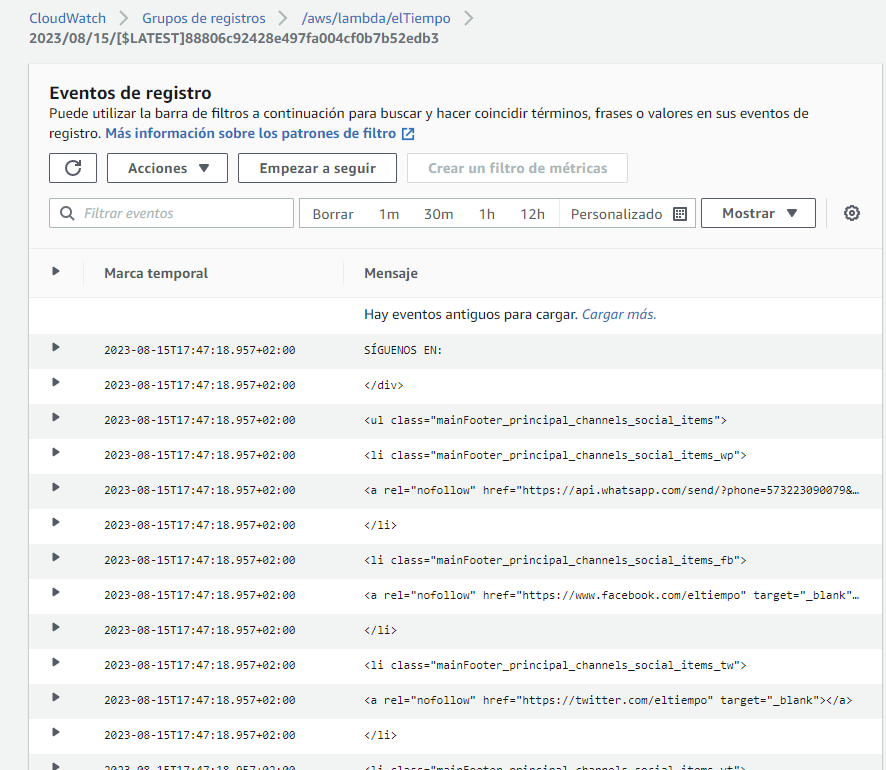 CloudWatch > Grupos de registros > /aws/lambda/elTiempo >
2023/08/15/[$LATEST]88806c92428e497fa004cf0b7b52edb3
Eventos de registro
Puede utilizar la barra de filtros a continuación para buscar y hacer coincidir términos, frases o valores en sus eventos de
registro. Más información sobre los patrones de filtro
Acciones ▼ Empezar a seguir Crear un filtro de métricas
Filtrar eventos Borrar 1m 30m 1h 12h Personalizado Mostrar ▼
Marca temporal Mensaje
Hay eventos antiguos para cargar. Cargar más.
2023-08-15T17:47:18.957+02:00 SÍGUENOS EN:
2023-08-15T17:47:18.957+02:00 </div>
2023-08-15T17:47:18.957+02:00 <ul class="mainFooter_principal_channels_social_items">
2023-08-15T17:47:18.957+02:00 <li class="mainFooter_principal_channels_social_items_wp">
2023-08-15T17:47:18.957+02:00 <a rel="nofollow" href="https://api.whatsapp.com/send/?phone=573223090079&…
2023-08-15T17:47:18.957+02:00 </li>
2023-08-15T17:47:18.957+02:00 <li class="mainFooter_principal_channels_social_items_fb">
2023-08-15T17:47:18.957+02:00 <a rel="nofollow" href="https://www.facebook.com/eltiempo" target="_blank"…
2023-08-15T17:47:18.957+02:00 </li>
2023-08-15T17:47:18.957+02:00 <li class="mainFooter_principal_channels_social_items_tw">
2023-08-15T17:47:18.957+02:00 <a rel="nofollow" href="https://twitter.com/eltiempo" target="_blank"></a>
2023-08-15T17:47:18.957+02:00 </li>
2023-08-15T17:47:18.957+02:00 <li class="mainFooter_principal_channels_social_items_yt">